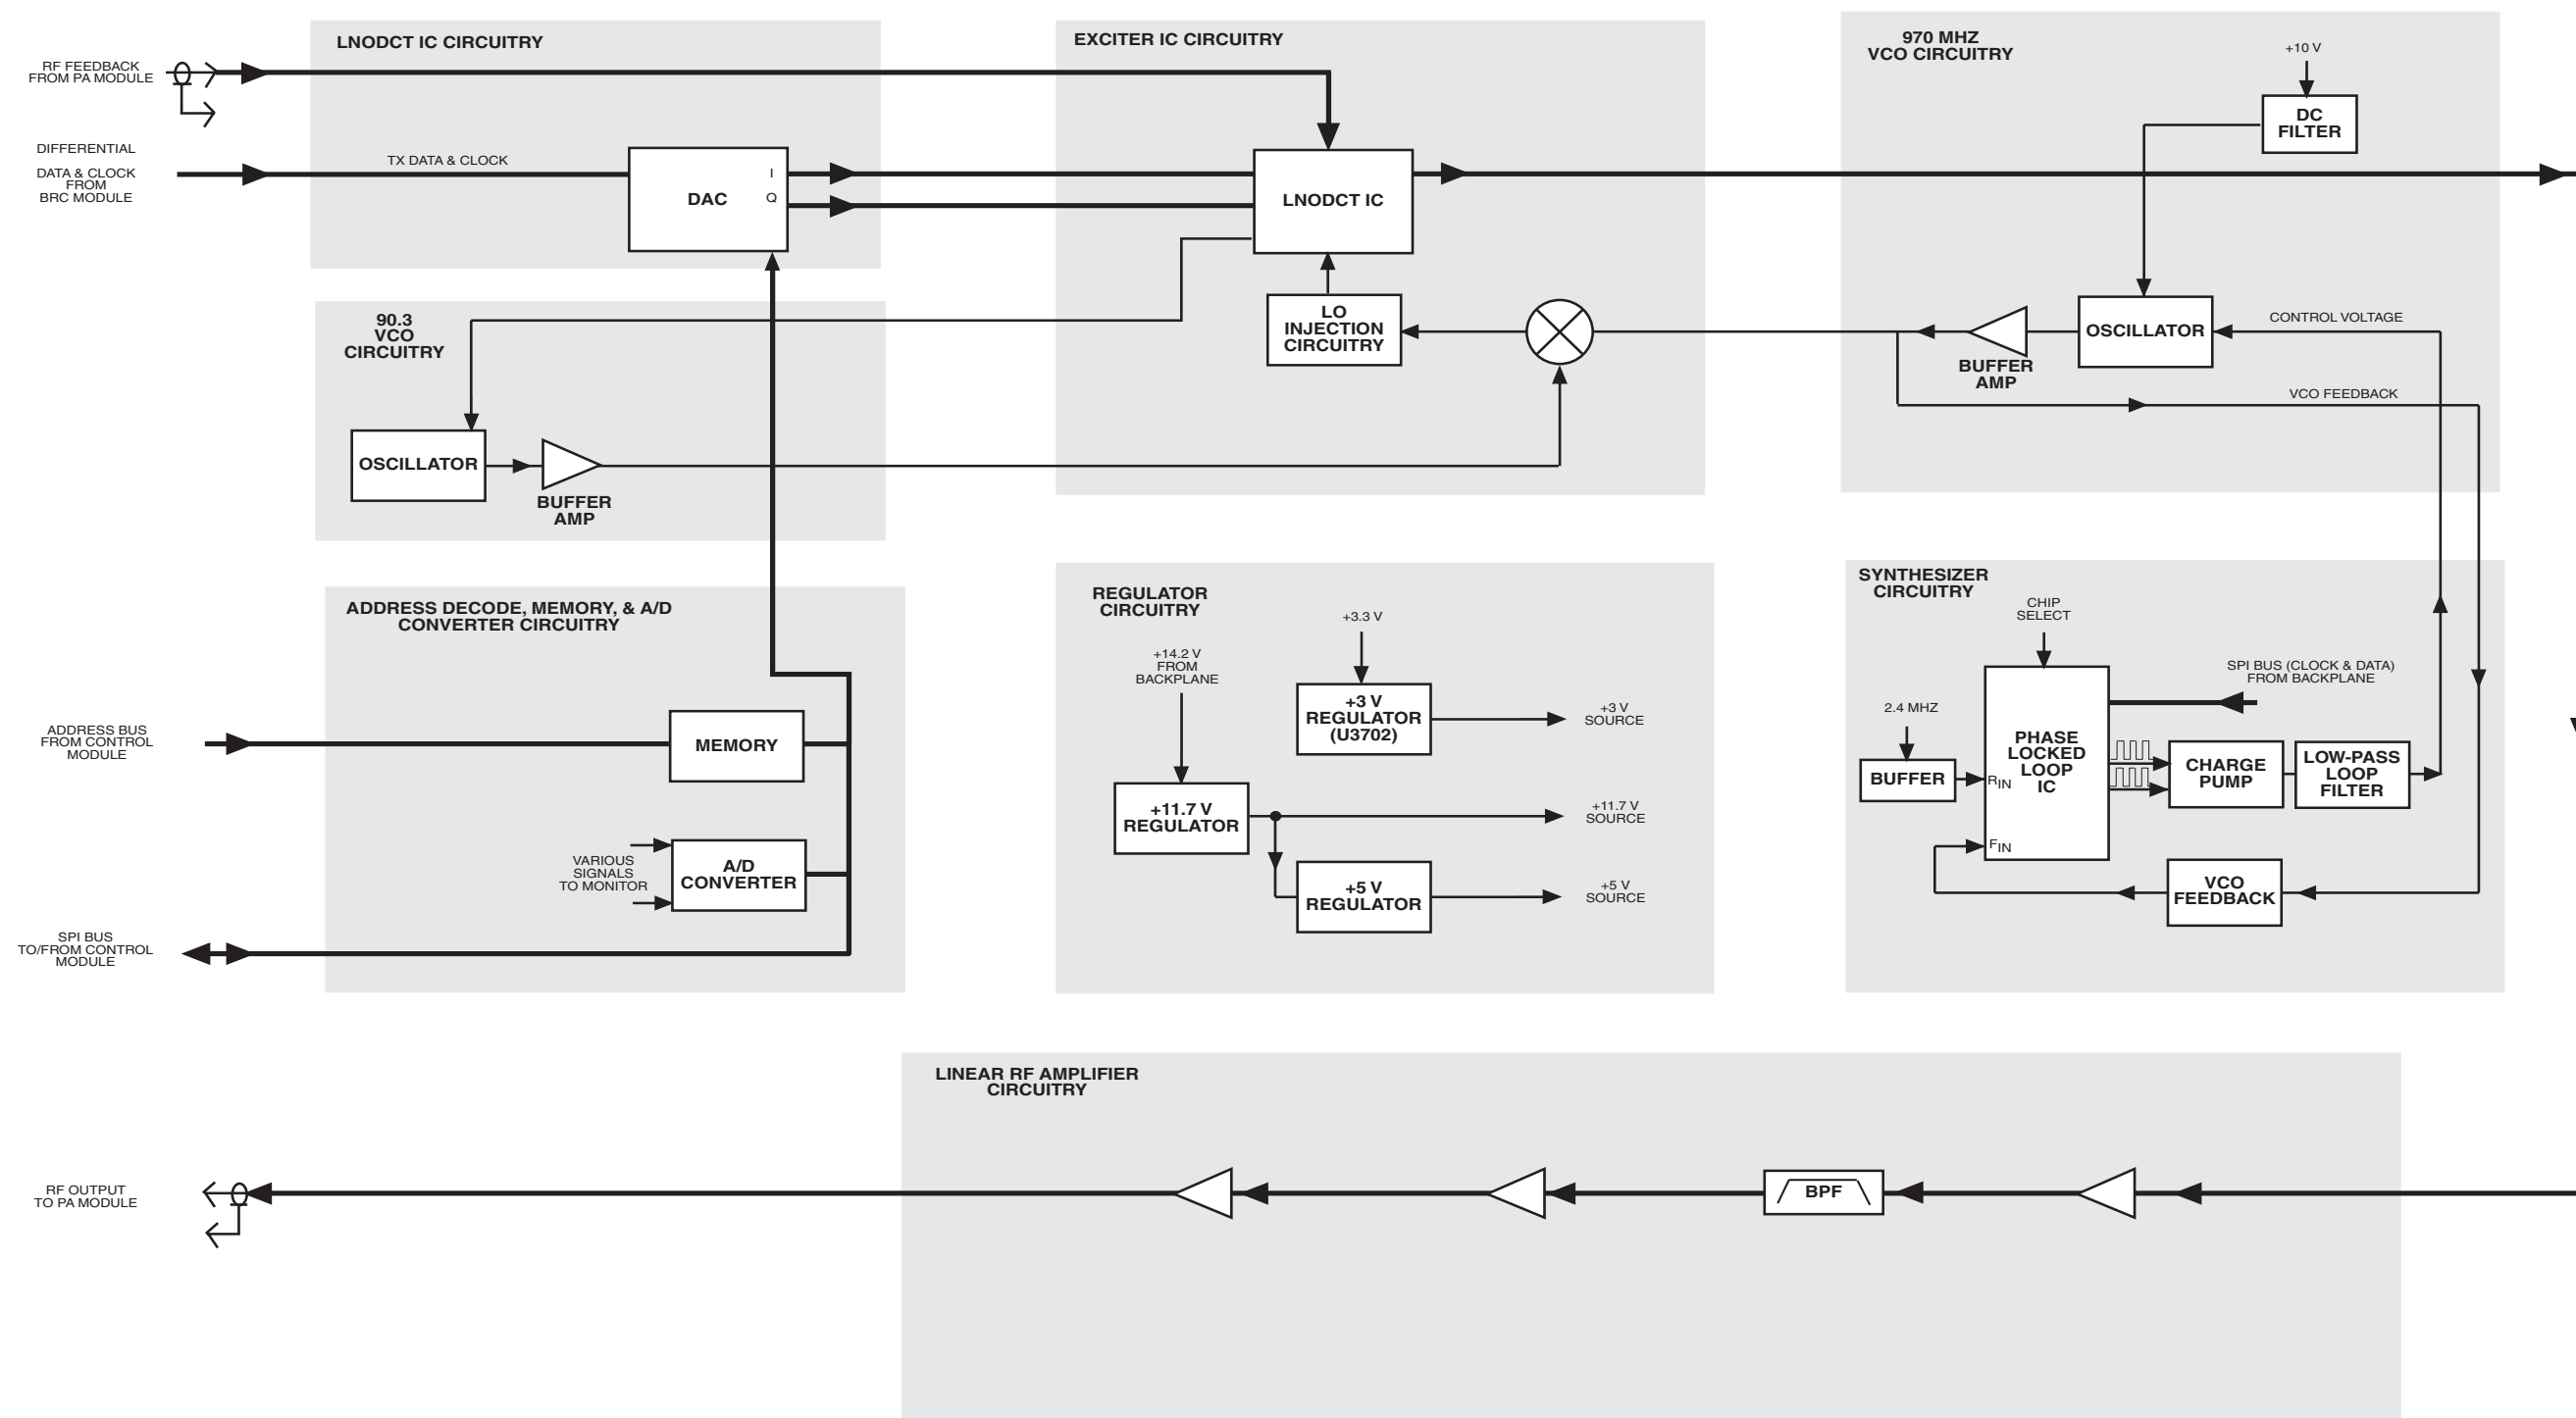 LNODCT IC CIRCUITRY
RF FEEDBACK
FROM PA MODULE
DIFFERENTIAL
DATA & CLOCK
FROM
BRC MODULE
TX DATA & CLOCK
DAC
I
Q
EXCITER IC CIRCUITRY
LNODCT IC
LO
INJECTION
CIRCUITRY
970 MHZ
VCO CIRCUITRY
+10 V
DC
FILTER
OSCILLATOR
CONTROL VOLTAGE
BUFFER
AMP
VCO FEEDBACK
90.3
VCO
CIRCUITRY
OSCILLATOR
BUFFER
AMP
ADDRESS DECODE, MEMORY, & A/D
CONVERTER CIRCUITRY
ADDRESS BUS
FROM CONTROL
MODULE
MEMORY
VARIOUS
SIGNALS
TO MONITOR
A/D
CONVERTER
SPI BUS
TO/FROM CONTROL
MODULE
REGULATOR
CIRCUITRY
+14.2 V
FROM
BACKPLANE
+3.3 V
+3 V
REGULATOR
(U3702)
+3 V
SOURCE
+11.7 V
REGULATOR
+11.7 V
SOURCE
+5 V
REGULATOR
+5 V
SOURCE
SYNTHESIZER
CIRCUITRY
CHIP
SELECT
SPI BUS (CLOCK & DATA)
FROM BACKPLANE
2.4 MHZ
BUFFER
RIN
PHASE
LOCKED
LOOP
IC
FIN
CHARGE
PUMP
LOW-PASS
LOOP
FILTER
VCO
FEEDBACK
LINEAR RF AMPLIFIER
CIRCUITRY
RF OUTPUT
TO PA MODULE
BPF